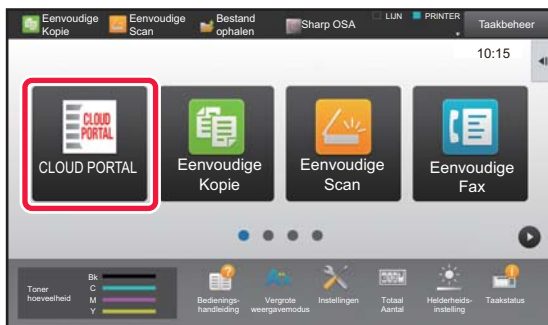 Eenvoudige
Kopie
Eenvoudige
Scan
Bestand
ophalen
Sharp OSA
LIJN
PRINTER
Taakbeheer
10:15
CLOUD
PORTAL
CLOUD PORTAL
Eenvoudige
Kopie
Eenvoudige
Scan
Eenvoudige
Fax
Toner
hoeveelheid
Bk
C
M
Y
Bedienings-
handleiding
Vergrote
weergavemodus
Instellingen
Totaal
Aantal
Helderheids-
instelling
Taakstatus